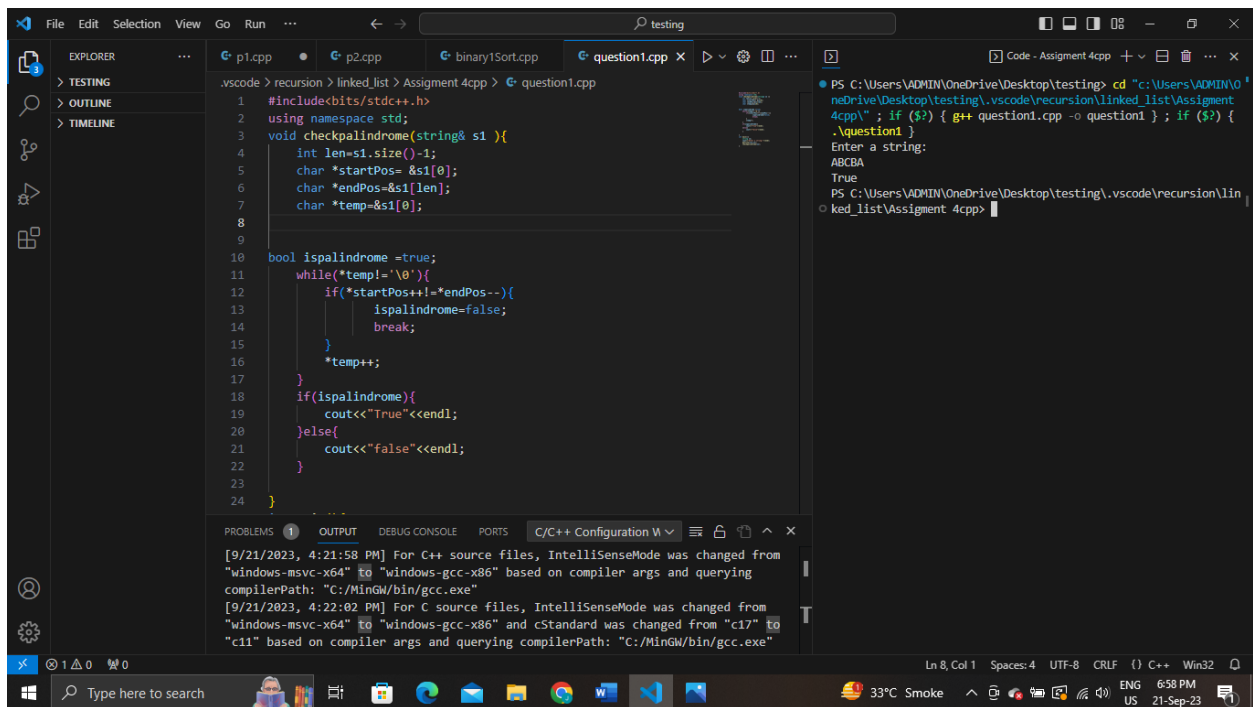 File Edit Selection View Go Run ··· ← → testing
EXPLORER ···
3
> TESTING
> OUTLINE
> TIMELINE
p1.cpp ● p2.cpp binary1Sort.cpp question1.cpp ×
.vscode > recursion > linked_list > Assigment 4cpp > question1.cpp
1 #include<bits/stdc++.h>
2 using namespace std;
3 void checkpalindrome(string& s1 ){
4 int len=s1.size()-1;
5 char *startPos= &s1[0];
6 char *endPos=&s1[len];
7 char *temp=&s1[0];
8
9
10 bool ispalindrome =true;
11 while(*temp!='\0'){
12 if(*startPos++!=*endPos--){
13 ispalindrome=false;
14 break;
15 }
16 *temp++;
17 }
18 if(ispalindrome){
19 cout<<"True"<<endl;
20 }else{
21 cout<<"false"<<endl;
22 }
23
24 }
PROBLEMS 1 OUTPUT DEBUG CONSOLE PORTS C/C++ Configuration W
[9/21/2023, 4:21:58 PM] For C++ source files, IntelliSenseMode was changed from
"windows-msvc-x64" to "windows-gcc-x86" based on compiler args and querying
compilerPath: "C:/MinGW/bin/gcc.exe"
[9/21/2023, 4:22:02 PM] For C source files, IntelliSenseMode was changed from
"windows-msvc-x64" to "windows-gcc-x86" and cStandard was changed from "c17" to
"c11" based on compiler args and querying compilerPath: "C:/MinGW/bin/gcc.exe"
Code - Assigment 4cpp
PS C:\Users\ADMIN\OneDrive\Desktop\testing> cd "c:\Users\ADMIN\O
neDrive\Desktop\testing\.vscode\recursion\linked_list\Assigment
4cpp\" ; if ($?) { g++ question1.cpp -o question1 } ; if ($?) {
.\question1 }
Enter a string:
ABCBA
True
PS C:\Users\ADMIN\OneDrive\Desktop\testing\.vscode\recursion\lin
ked_list\Assigment 4cpp>
1 0 0 Ln 8, Col 1 Spaces: 4 UTF-8 CRLF {} C++ Win32
Type here to search 33°C Smoke ENG US 6:58 PM 21-Sep-23